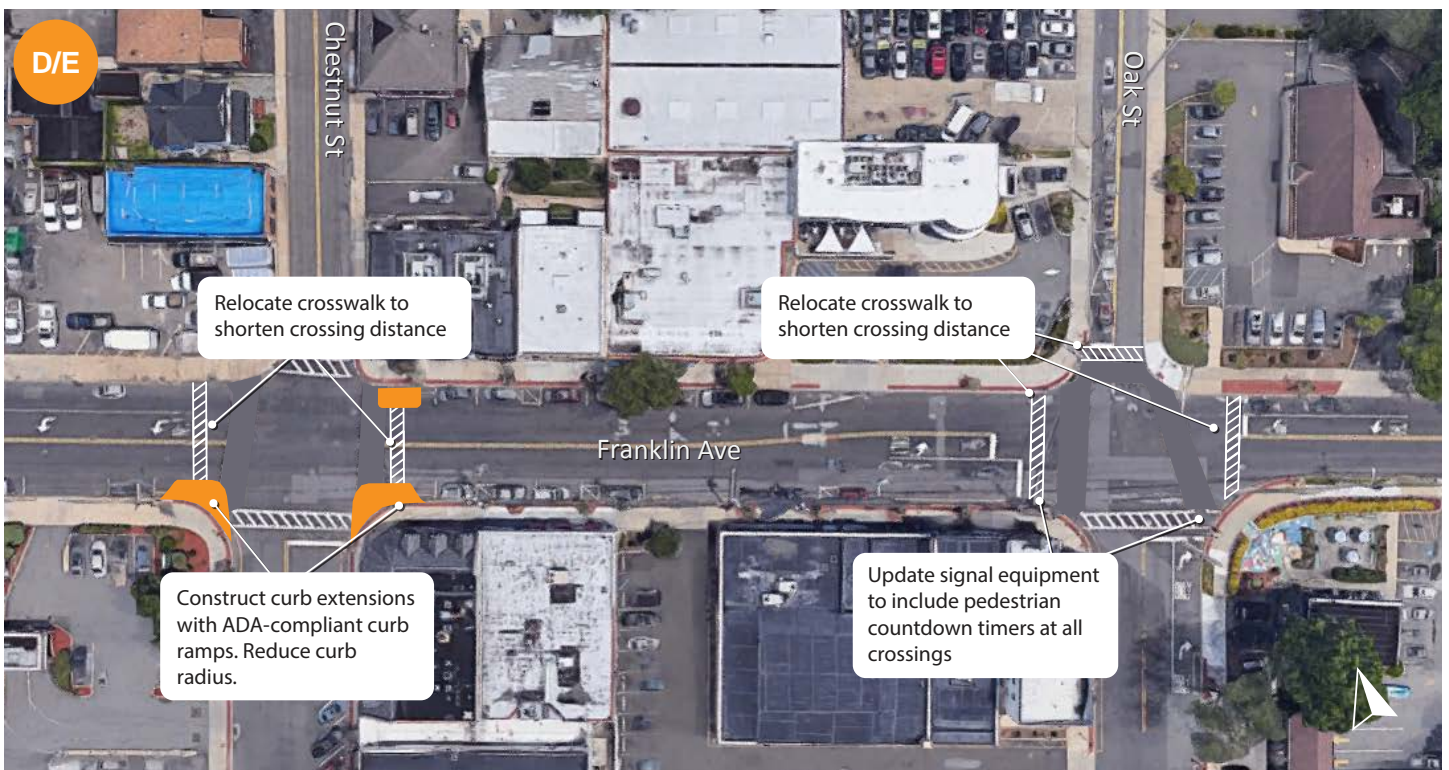 D/E
Chestnut St
Oak St
Relocate crosswalk to
shorten crossing distance
Relocate crosswalk to
shorten crossing distance
Franklin Ave
Construct curb extensions
with ADA-compliant curb
ramps. Reduce curb
radius.
Update signal equipment
to include pedestrian
countdown timers at all
crossings